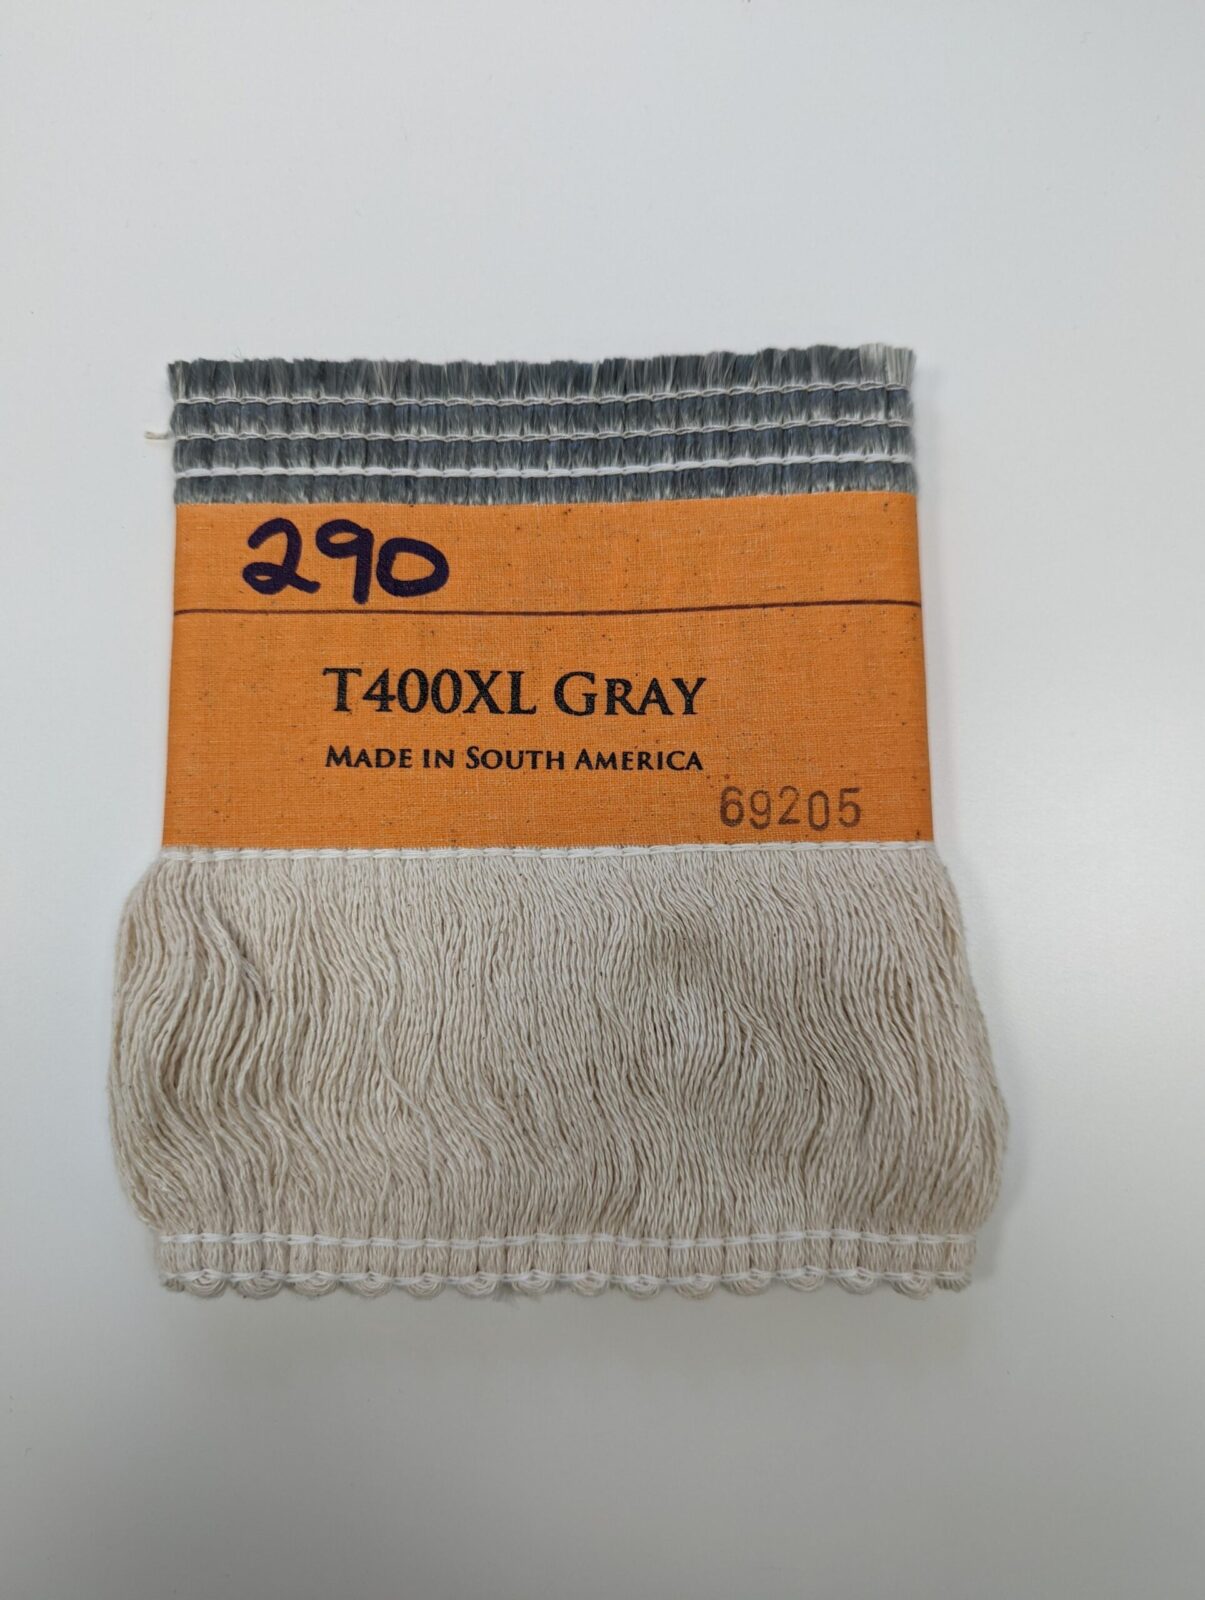 290
T400XL GRAY
MADE IN SOUTH AMERICA
69205